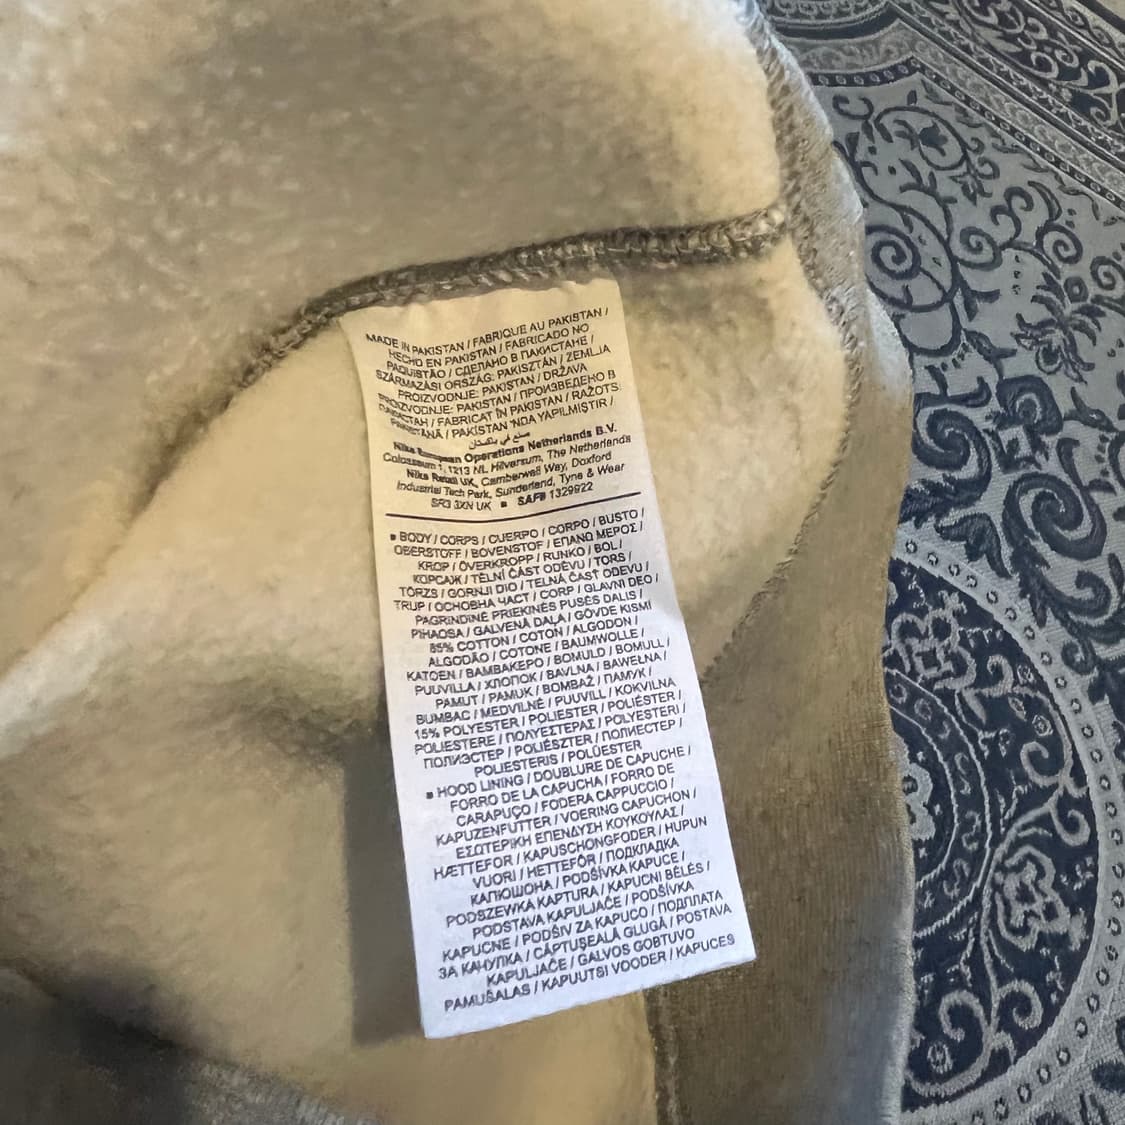 MADE IN PAKISTAN / FABRIQUE AU PAKISTAN /
HECHO EN PAKISTAN / FABRICADO NO
PAQUISTÃO / СДЕЛАНО В ПАКИСТАНЕ /
SZÁRMAZÁSI ORSZÁG: PAKISZTÁN / ZEMLJA
PROIZVODNJE: PAKISTAN / DRŽAVA
PROIZVODNJE: PAKISTAN / ПРОИЗВЕДЕНО В
ПАКИСТАН / FABRICAT ÎN PAKISTAN / RAŽOTS
PAKISTĀNĀ / PAKISTAN 'NDA YAPILMIŞTIR /
صنع في باكستان
Nike European Operations Netherlands B.V.
Colosseum 1, 1213 NL Hilversum, The Netherlands
Nike Retail UK, Camberwell Way, Doxford
Industrial Tech Park, Sunderland, Tyne & Wear
SR3 3XN UK ■ SAF# 1329922
■ BODY / CORPS / CUERPO / CORPO / BUSTO /
OBERSTOFF / BOVENSTOF / ΕΠΑΝΩ ΜΕΡΟΣ /
KROP / ÖVERKROPP / RUNKO / BOL /
КОРСАЖ / TĚLNÍ ČÁST ODĚVU / TORS /
TÖRZS / GORNJI DIO / TELNÁ ČASŤ ODEVU /
TRUP / ОСНОВНА ЧАСТ / CORP / GLAVNI DEO /
PAGRINDINĖ PRIEKINĖS PUSĖS DALIS /
PIHAOSA / GALVENĀ DAĻA / GÖVDE KISMI
85% COTTON / COTON / ALGODON /
ALGODÃO / COTONE / BAUMWOLLE /
KATOEN / ΒΑΜΒΑΚΕΡΟ / BOMULD / BOMULL /
PUUVILLA / ХЛОПОК / BAVLNA / BAWEŁNA /
PAMUT / PAMUK / BOMBAŽ / ПАМУК /
BUMBAC / MEDVILNĖ / PUUVILL / KOKVILNA
15% POLYESTER / POLIESTER / POLIÉSTER /
POLIESTERE / ΠΟΛΥΕΣΤΕΡΑΣ / POLYESTERI /
ПОЛИЭСТЕР / POLIÉSZTER / ПОЛИЕСТЕР /
POLIESTERIS / POLÜESTER
■ HOOD LINING / DOUBLURE DE CAPUCHE /
FORRO DE LA CAPUCHA / FORRO DE
CARAPUÇO / FODERA CAPPUCCIO /
KAPUZENFUTTER / VOERING CAPUCHON /
ΕΣΩΤΕΡΙΚΗ ΕΠΕΝΔΥΣΗ ΚΟΥΚΟΥΛΑΣ /
HÆTTEFOR / KAPUSCHONGFODER / HUPUN
VUORI / HETTEFÔR / ПОДКЛАДКА
КАПЮШОНА / PODŠÍVKA KAPUCE /
PODSZEWKA KAPTURA / KAPUCNI BÉLÉS /
PODSTAVA KAPULJAČE / PODŠÍVKA
KAPUCNE / PODŠIV ZA KAPUCO / ПОДПЛАТА
ЗА КАЧУЛКА / CĂPTUŞEALĂ GLUGĂ / POSTAVA
KAPULJAČE / GALVOS GOBTUVO
PAMUŠALAS / KAPUUTSI VOODER / KAPUCES